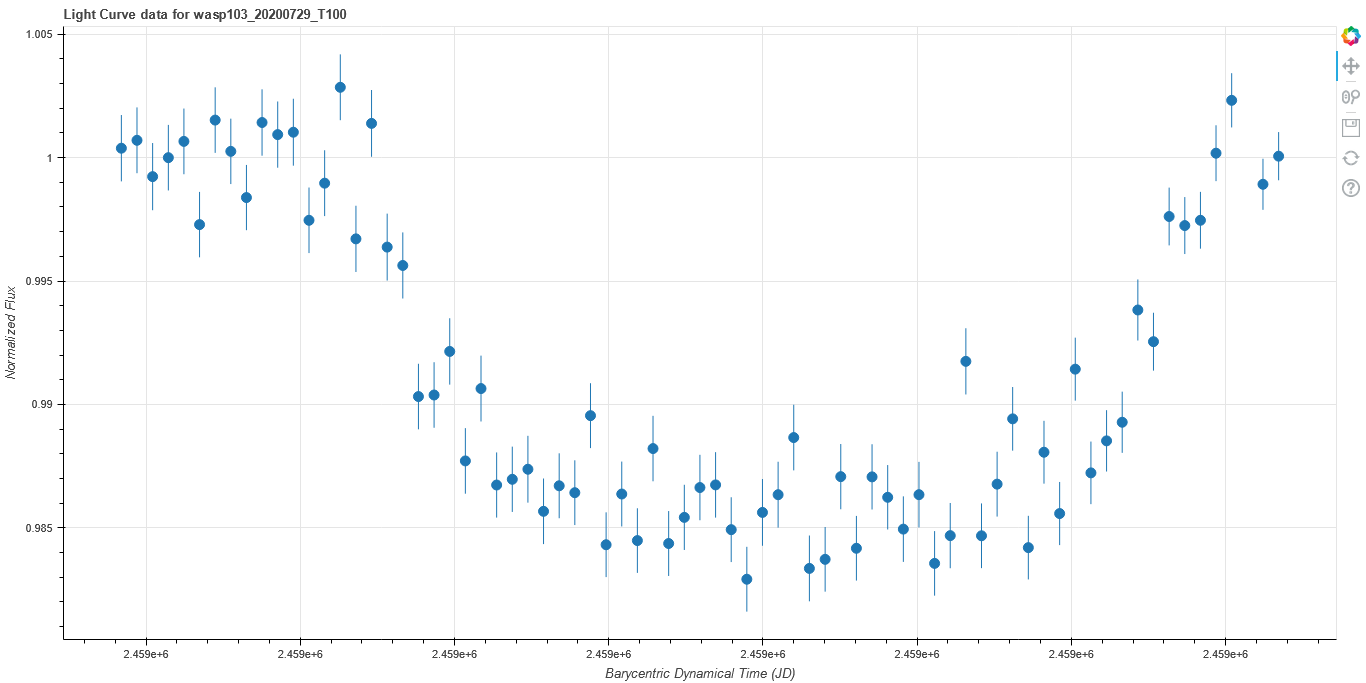 Light Curve data for wasp103_20200729_T100
1.005
1
0.995
0.99
0.985
Normalized Flux
2.459e+6 2.459e+6 2.459e+6 2.459e+6 2.459e+6 2.459e+6 2.459e+6 2.459e+6
Barycentric Dynamical Time (JD)